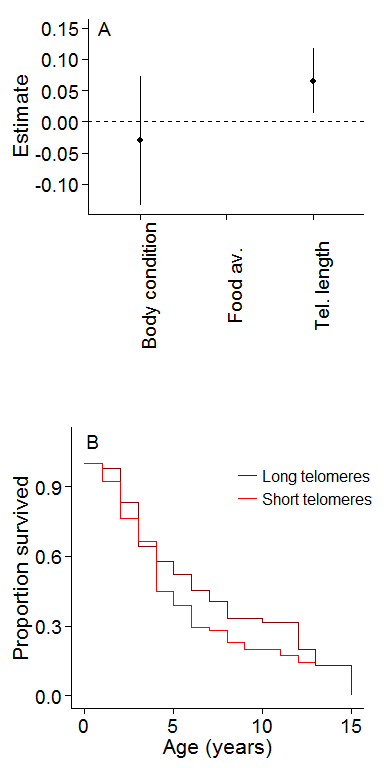 A
0.15
0.10
0.05
0.00
-0.05
-0.10
Estimate
Body condition
Food av.
Tel. length
B
Long telomeres
Short telomeres
0.9
0.6
0.3
0.0
Proportion survived
0 5 10 15
Age (years)